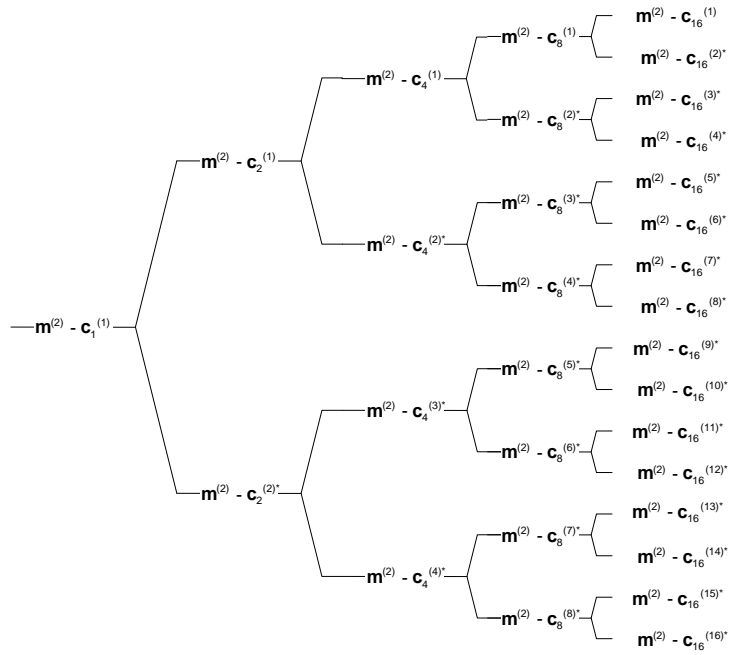 m(2) - c16(1)
m(2) - c8(1)
m(2) - c16(2)*
m(2) - c4(1)
m(2) - c16(3)*
m(2) - c8(2)*
m(2) - c16(4)*
m(2) - c2(1)
m(2) - c16(5)*
m(2) - c8(3)*
m(2) - c16(6)*
m(2) - c4(2)*
m(2) - c16(7)*
m(2) - c8(4)*
m(2) - c16(8)*
m(2) - c1(1)
m(2) - c16(9)*
m(2) - c8(5)*
m(2) - c16(10)*
m(2) - c4(3)*
m(2) - c16(11)*
m(2) - c8(6)*
m(2) - c16(12)*
m(2) - c2(2)*
m(2) - c16(13)*
m(2) - c8(7)*
m(2) - c16(14)*
m(2) - c4(4)*
m(2) - c16(15)*
m(2) - c8(8)*
m(2) - c16(16)*